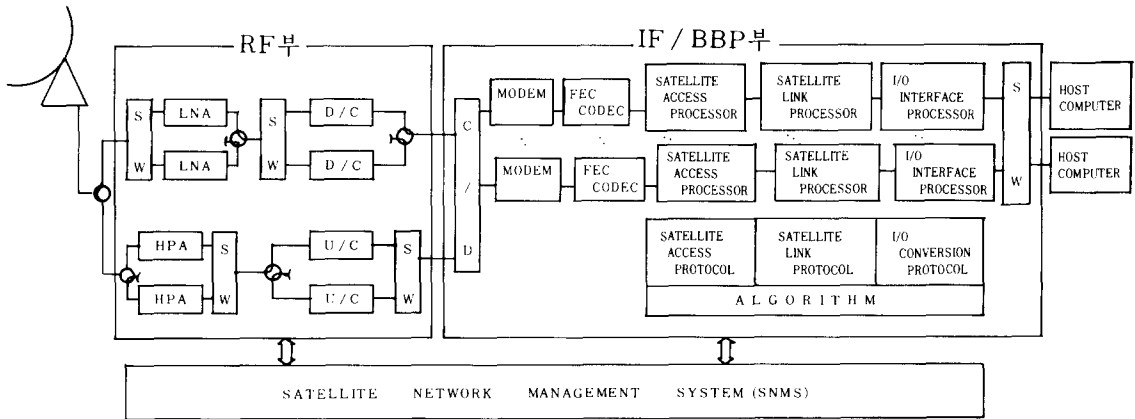 RF부
IF / BBP부
S W
LNA
LNA
S W
D/C
D/C
HPA
HPA
S W
U/C
U/C
S W
C / D
MODEM
FEC CODEC
SATELLITE ACCESS PROCESSOR
SATELLITE LINK PROCESSOR
I/O INTERFACE PROCESSOR
S W
HOST COMPUTER
MODEM
FEC CODEC
SATELLITE ACCESS PROCESSOR
SATELLITE LINK PROCESSOR
I/O INTERFACE PROCESSOR
HOST COMPUTER
SATELLITE ACCESS PROTOCOL
SATELLITE LINK PROTOCOL
I/O CONVERSION PROTOCOL
ALGORITHM
SATELLITE NETWORK MANAGEMENT SYSTEM (SNMS)